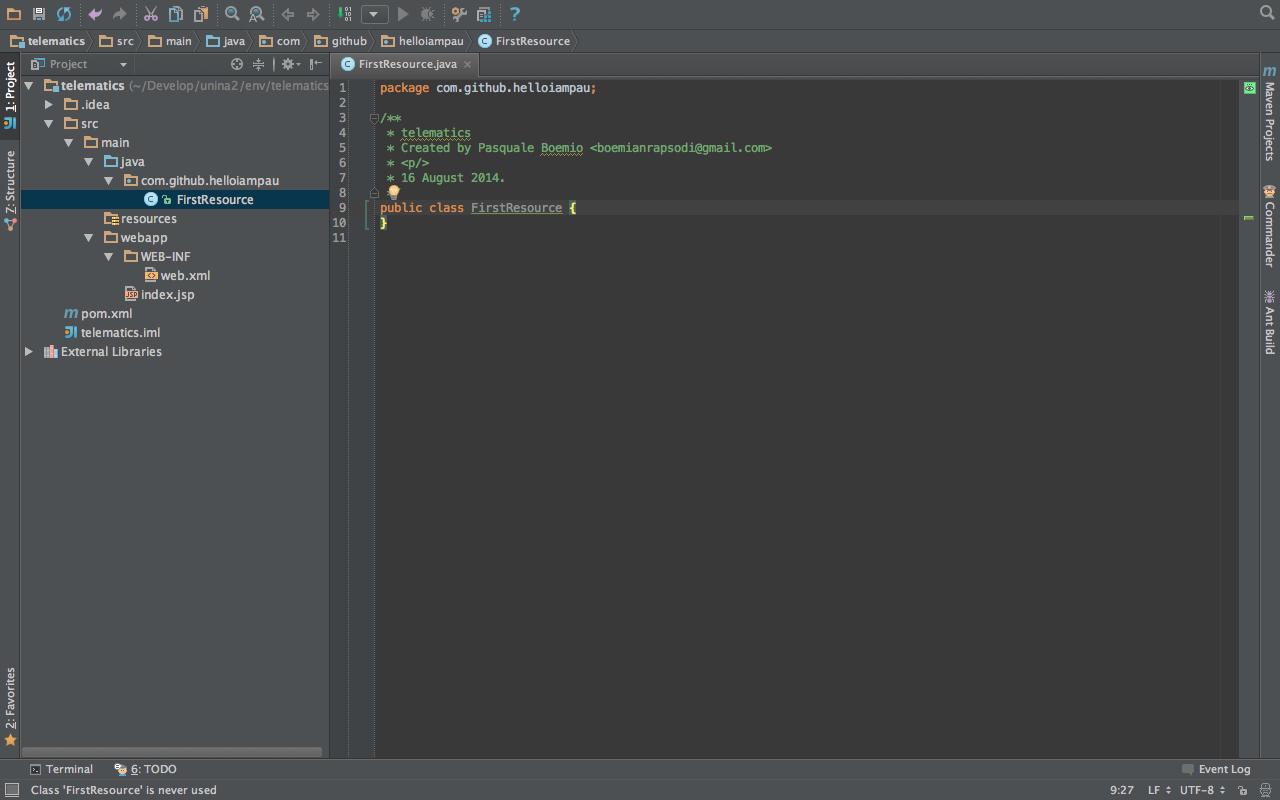 telematics src main java com github helloiampau FirstResource
1: Project
Z: Structure
2: Favorites
Project
telematics (~/Develop/unina2/env/telematics
.idea
src
main
java
com.github.helloiampau
FirstResource
resources
webapp
WEB-INF
web.xml
index.jsp
pom.xml
telematics.iml
External Libraries
FirstResource.java
1 package com.github.helloiampau;
2
3 /**
4 * telematics
5 * Created by Pasquale Boemio <boemianrapsodi@gmail.com>
6 * <p/>
7 * 16 August 2014.
8
9 public class FirstResource {
10 }
11
Maven Projects
Commander
Ant Build
Terminal 6: TODO Event Log
Class 'FirstResource' is never used 9:27 LF UTF-8